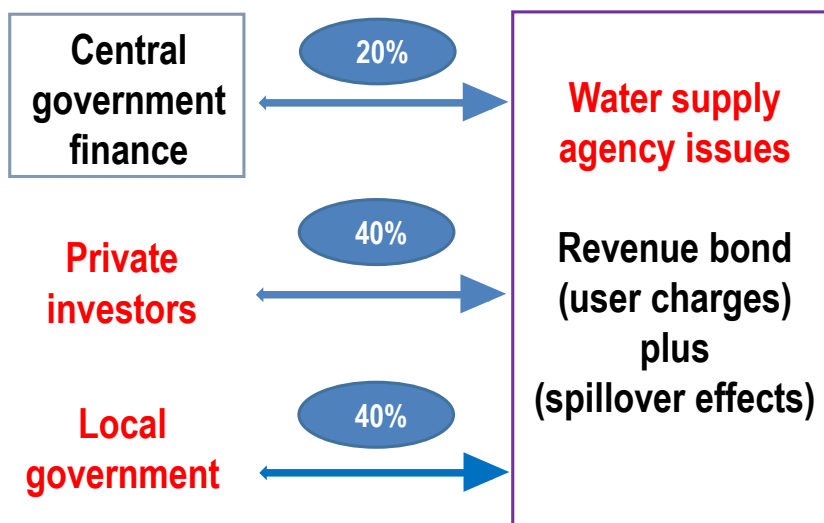 Central
government
finance
20%
Water supply
agency issues
Private
investors
40%
Revenue bond
(user charges)
plus
(spillover effects)
Local
government
40%